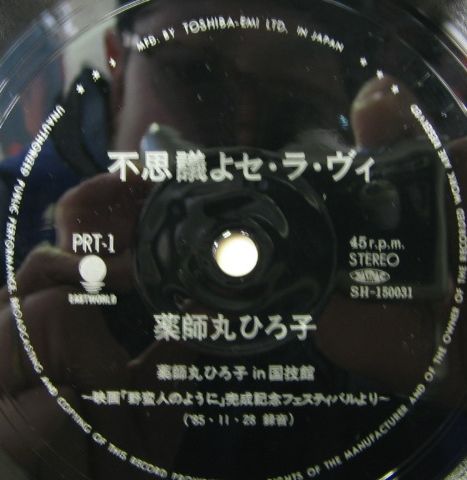 MFD. BY TOSHIBA-EMI LTD. IN JAPAN
不思議よセ・ラ・ヴィ
PRT-1
45 r.p.m.
STEREO
EASTWORLD
SH-150031
薬師丸ひろ子
薬師丸ひろ子 in 国技館
〜映画「野蛮人のように」完成記念フェスティバルより〜
('85・11・28 録音)
UNAUTHORIZED PUBLIC PERFORMANCE, BROADCASTING AND COPYING OF THIS RECORD PROHIBITED
RIGHTS OF THE MANUFACTURER AND OF THE OWNER OF THE RECORDED WORK ARE RESERVED